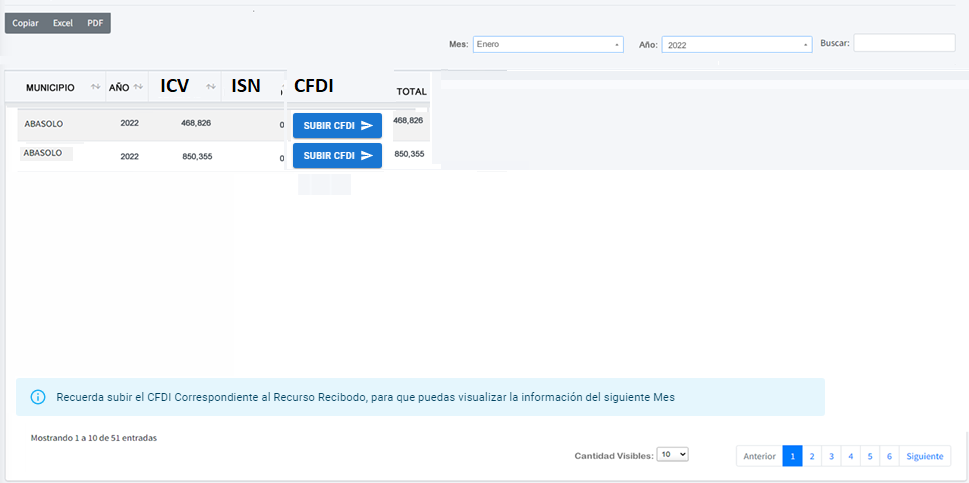 Copiar Excel PDF
Mes: Enero Año: 2022 Buscar:
MUNICIPIO AÑO ICV ISN CFDI TOTAL
ABASOLO 2022 468,826 0 SUBIR CFDI 468,826
ABASOLO 2022 850,355 0 SUBIR CFDI 850,355
Recuerda subir el CFDI Correspondiente al Recurso Recibodo, para que puedas visualizar la información del siguiente Mes
Mostrando 1 a 10 de 51 entradas
Cantidad Visibles: 10 Anterior 1 2 3 4 5 6 Siguiente